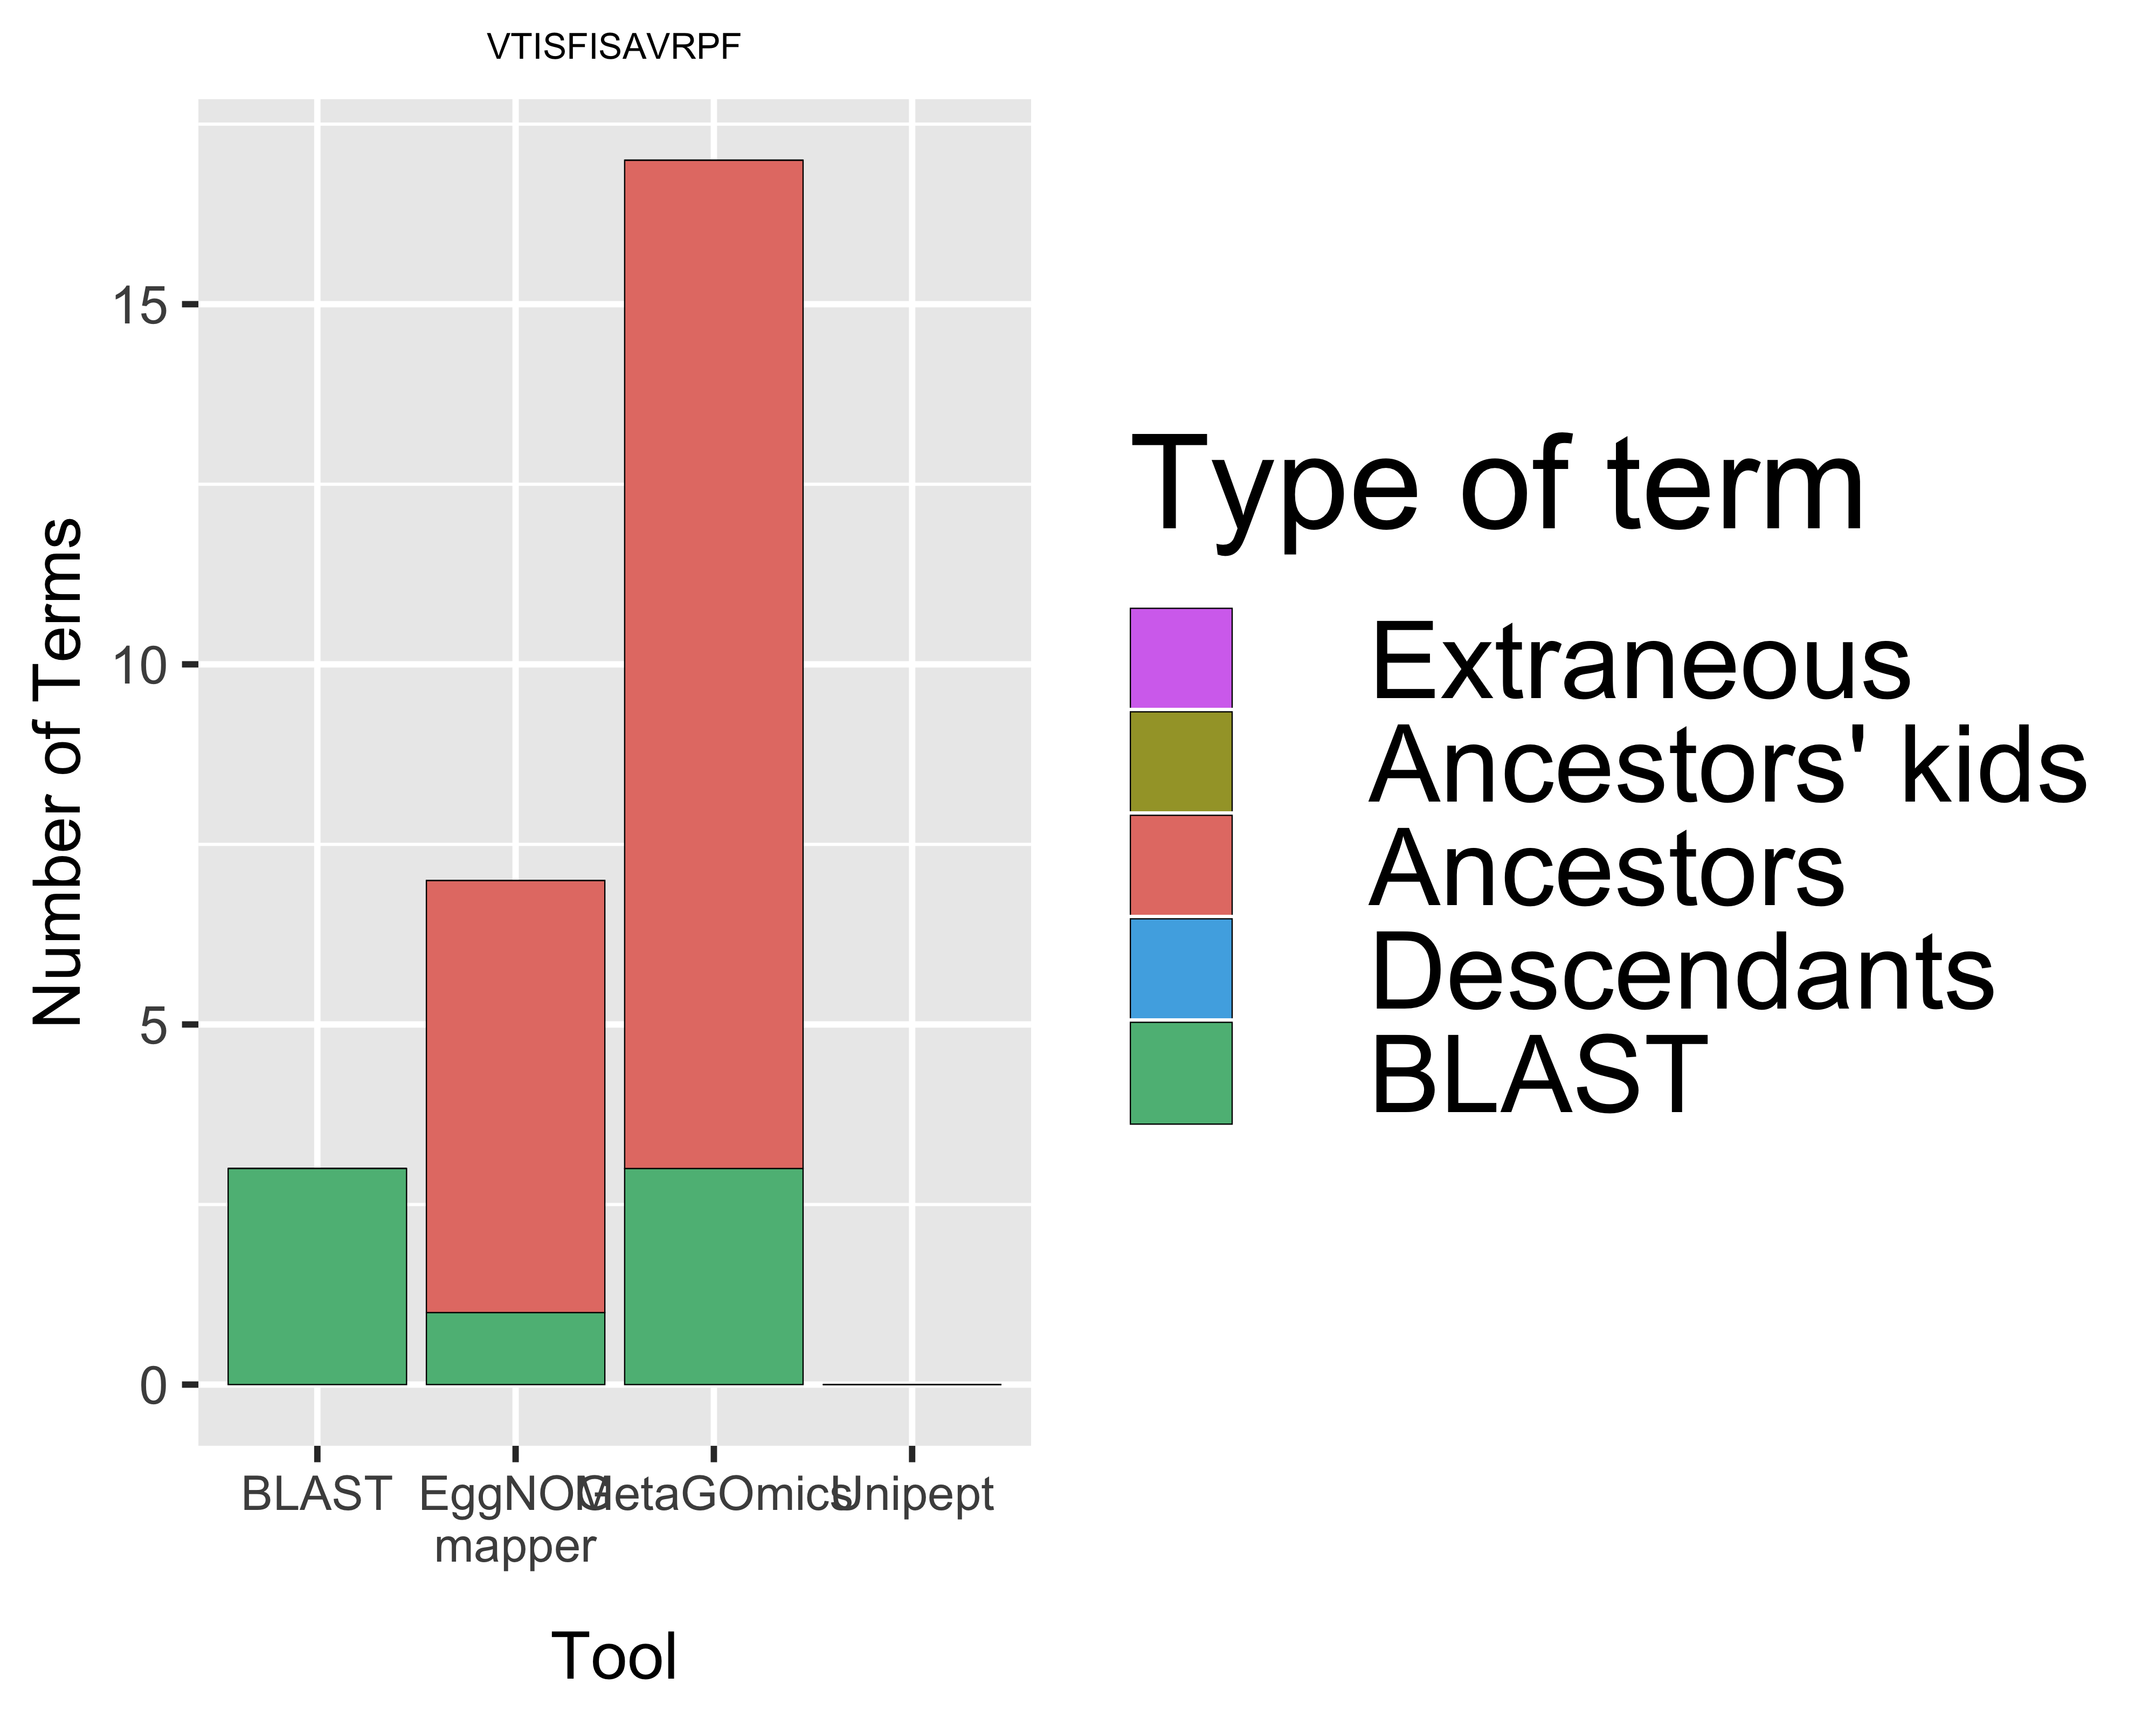 VTISFISAVRPF
Number of Terms
15
10
5
0
BLAST
EggNOG
mapper
MetaGOmics
Unipept
Tool
Type of term
Extraneous
Ancestors' kids
Ancestors
Descendants
BLAST